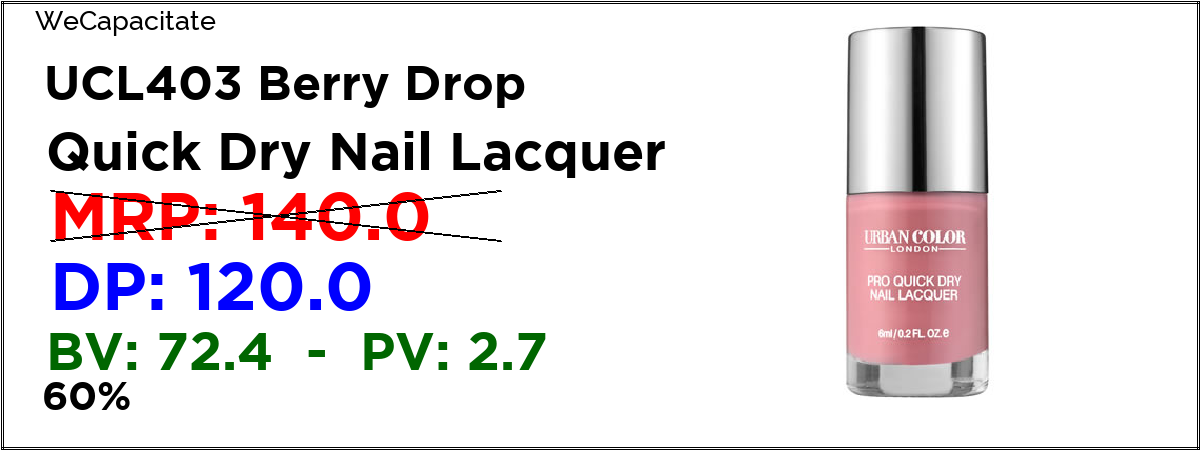 WeCapacitate
UCL403 Berry Drop
Quick Dry Nail Lacquer
MRP: 140.0
DP: 120.0
BV: 72.4 - PV: 2.7
60%
URBAN COLOR
LONDON
PRO QUICK DRY
NAIL LACQUER
6ml/0.2 FL. OZ. e